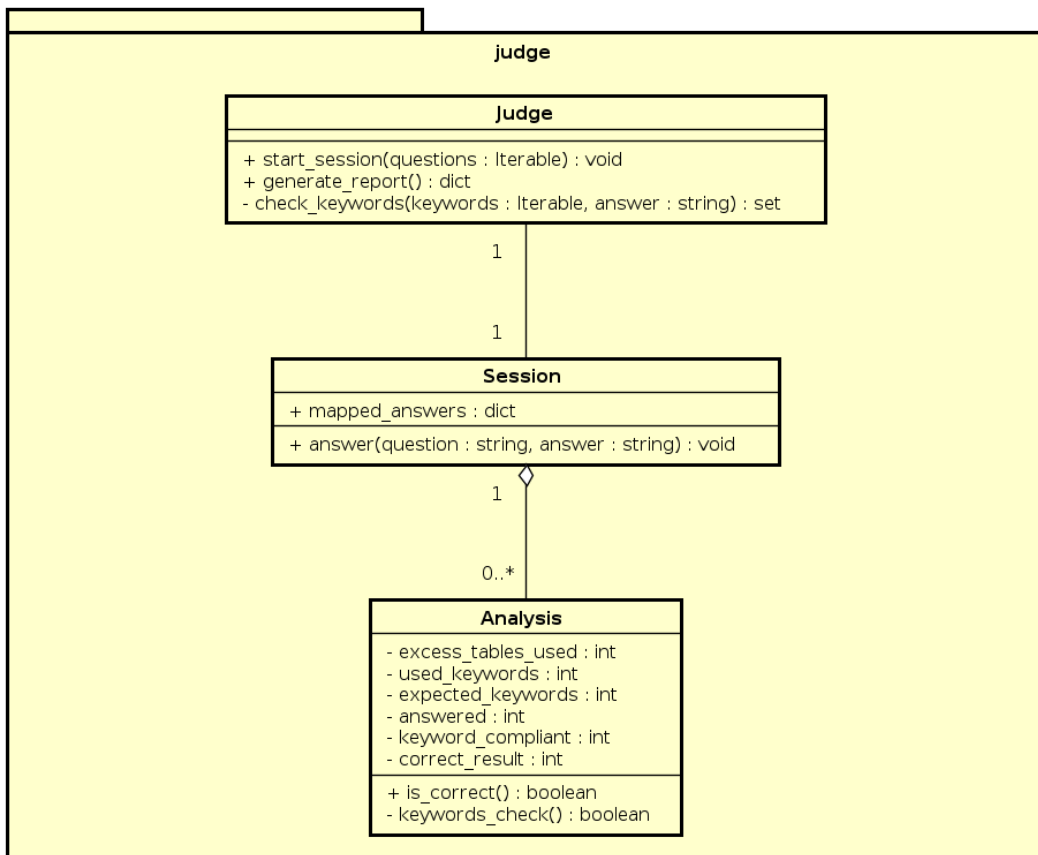 judge
Judge
+ start_session(questions : Iterable) : void
+ generate_report() : dict
- check_keywords(keywords : Iterable, answer : string) : set
1
1
Session
+ mapped_answers : dict
+ answer(question : string, answer : string) : void
1
0..*
Analysis
- excess_tables_used : int
- used_keywords : int
- expected_keywords : int
- answered : int
- keyword_compliant : int
- correct_result : int
+ is_correct() : boolean
- keywords_check() : boolean